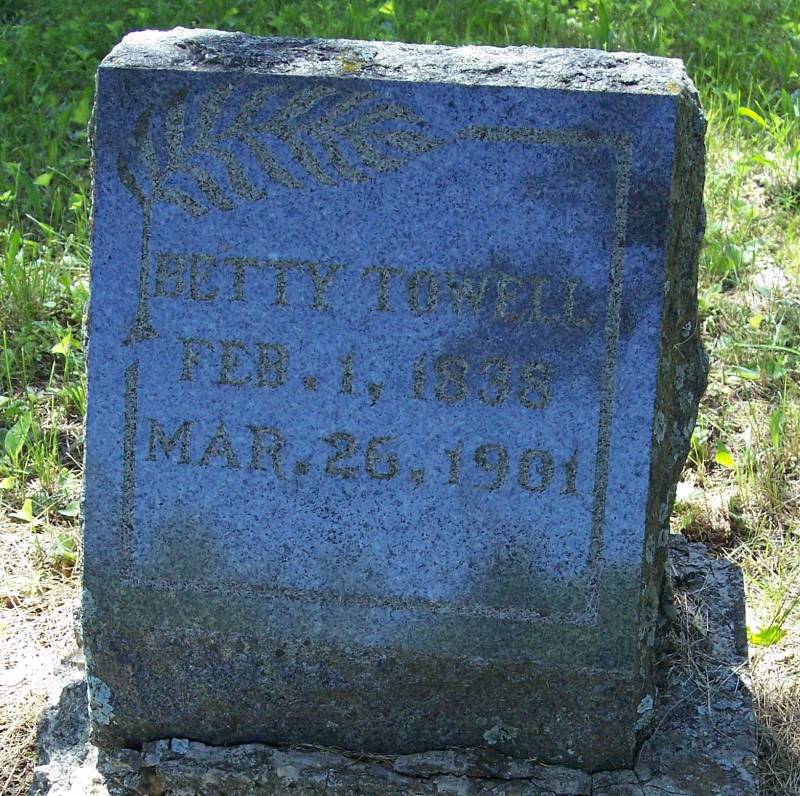 BETTY TOWELL
FEB. 1, 1838
MAR. 26, 1901